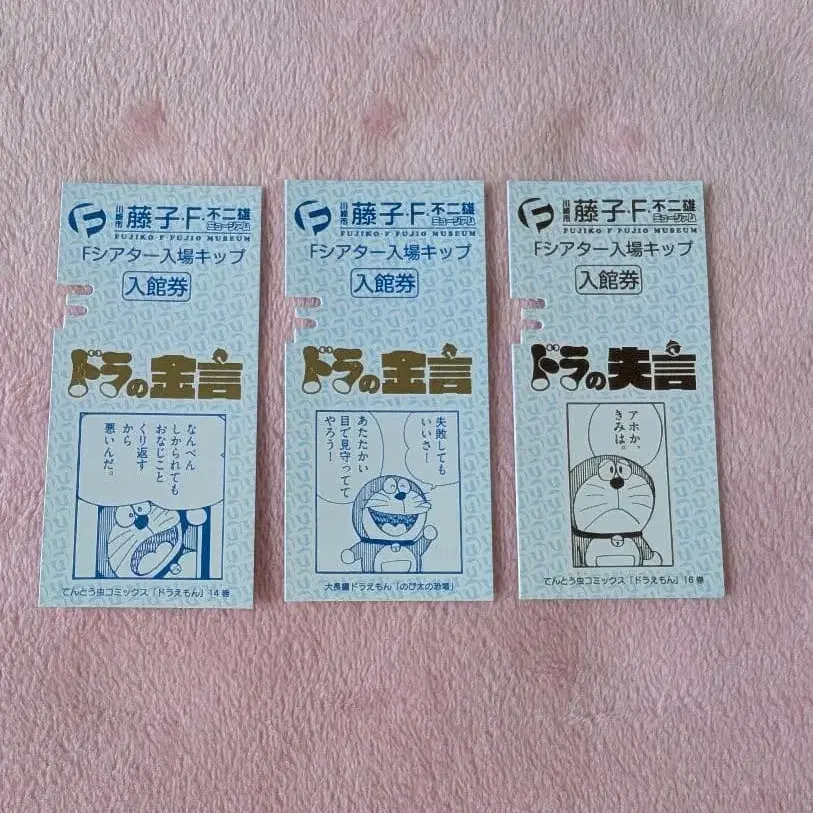 川崎市
藤子・F・不二雄
ミュージアム
FUJIKO・F・FUJIO MUSEUM
Fシアター入場キップ
入館券
ドラの金言
なんべん
しかられても
おなじこと
くり返す
から
悪いんだ。
てんとう虫コミックス「ドラえもん」14巻
川崎市
藤子・F・不二雄
ミュージアム
FUJIKO・F・FUJIO MUSEUM
Fシアター入場キップ
入館券
ドラの金言
失敗しても
いいさ!
あたたかい
目で見守ってて
やろう!
大長編ドラえもん「のび太の恐竜」
川崎市
藤子・F・不二雄
ミュージアム
FUJIKO・F・FUJIO MUSEUM
Fシアター入場キップ
入館券
ドラの失言
アホか、
きみは。
てんとう虫コミックス「ドラえもん」16巻